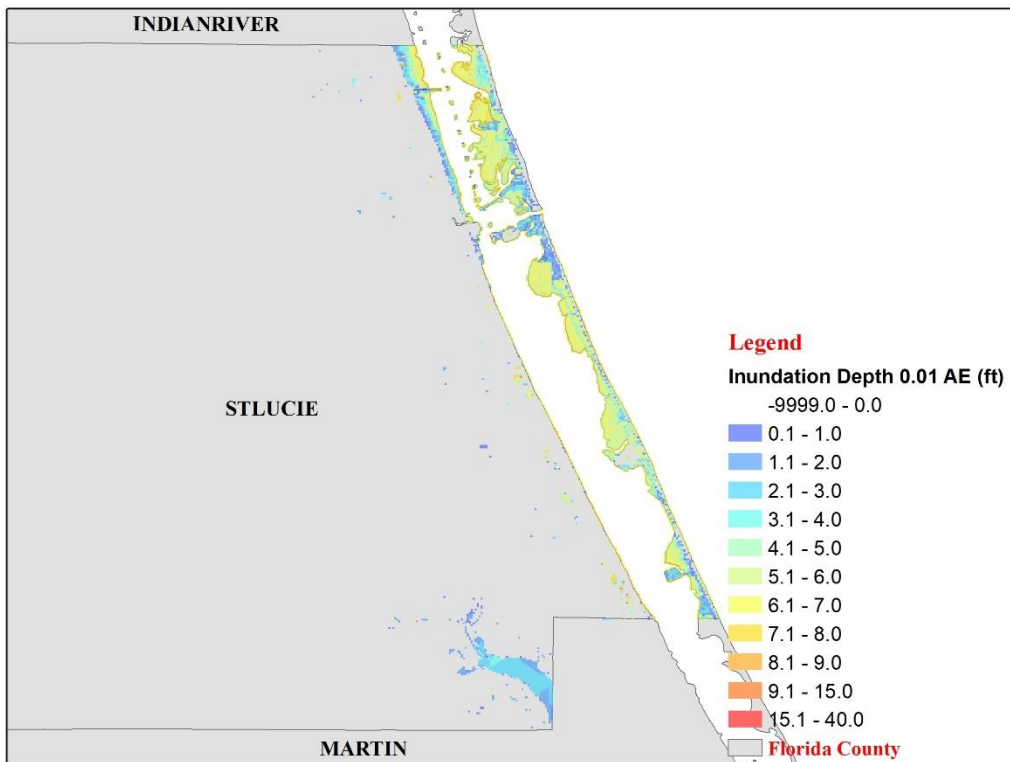 INDIANRIVER
STLUCIE
MARTIN
Legend
Inundation Depth 0.01 AE (ft)
-9999.0 - 0.0
0.1 - 1.0
1.1 - 2.0
2.1 - 3.0
3.1 - 4.0
4.1 - 5.0
5.1 - 6.0
6.1 - 7.0
7.1 - 8.0
8.1 - 9.0
9.1 - 15.0
15.1 - 40.0
Florida County